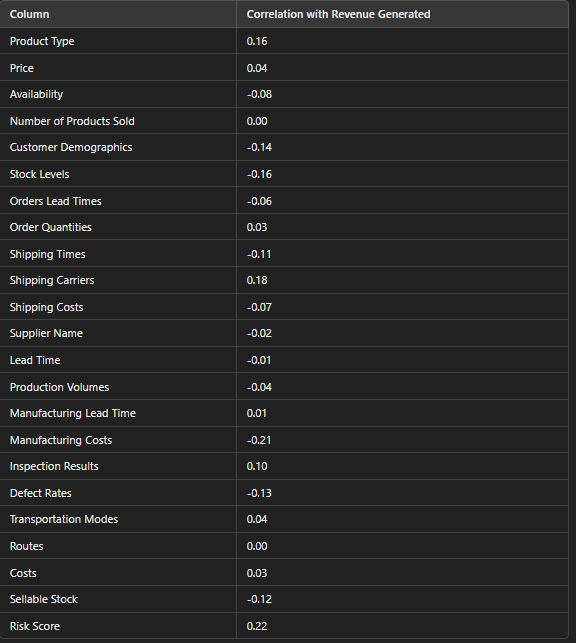 Column Correlation with Revenue Generated
Product Type 0.16
Price 0.04
Availability -0.08
Number of Products Sold 0.00
Customer Demographics -0.14
Stock Levels -0.16
Orders Lead Times -0.06
Order Quantities 0.03
Shipping Times -0.11
Shipping Carriers 0.18
Shipping Costs -0.07
Supplier Name -0.02
Lead Time -0.01
Production Volumes -0.04
Manufacturing Lead Time 0.01
Manufacturing Costs -0.21
Inspection Results 0.10
Defect Rates -0.13
Transportation Modes 0.04
Routes 0.00
Costs 0.03
Sellable Stock -0.12
Risk Score 0.22